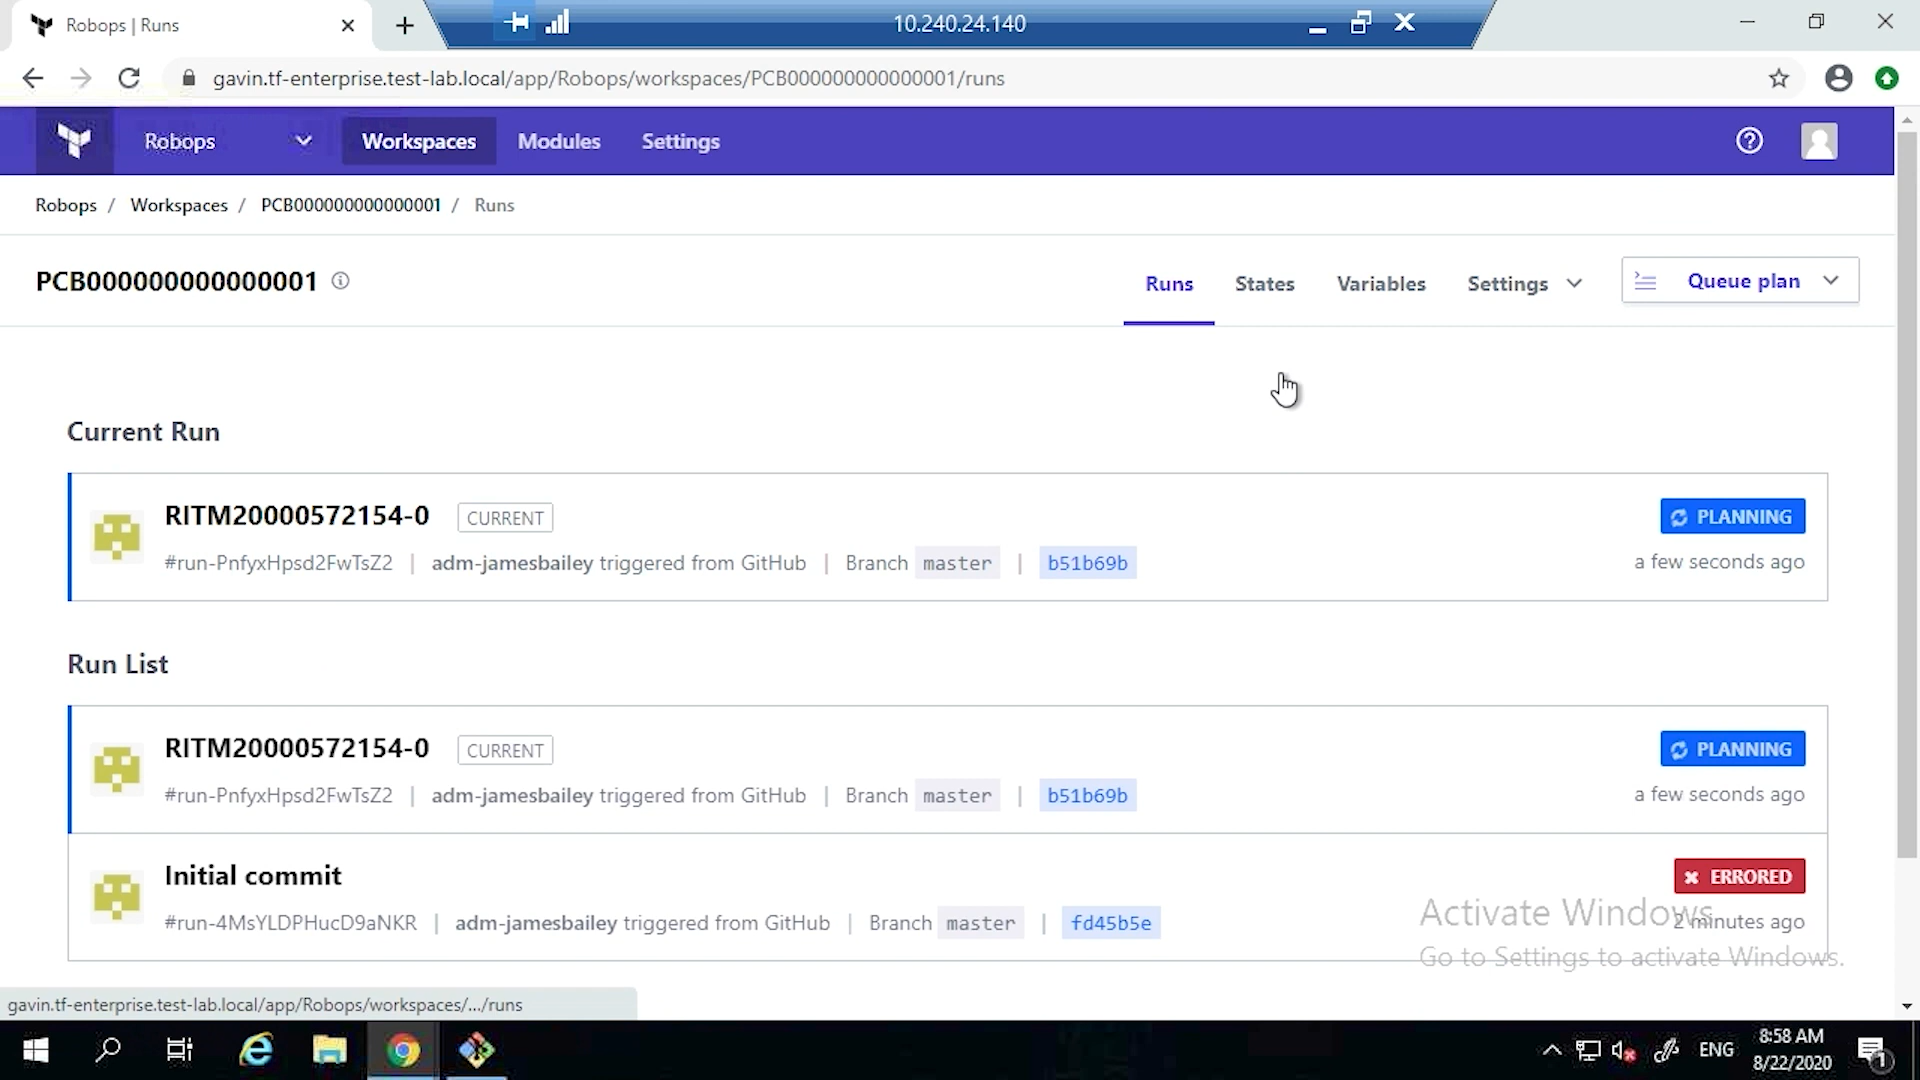 Robops | Runs
10.240.24.140
gavin.tf-enterprise.test-lab.local/app/Robops/workspaces/PCB000000000000001/runs
Robops Workspaces Modules Settings
Robops / Workspaces / PCB000000000000001 / Runs
PCB000000000000001
Runs States Variables Settings Queue plan
Current Run
RITM20000572154-0 CURRENT PLANNING
#run-PnfyxHpsd2FwTsZ2 | adm-jamesbailey triggered from GitHub | Branch master | b51b69b a few seconds ago
Run List
RITM20000572154-0 CURRENT PLANNING
#run-PnfyxHpsd2FwTsZ2 | adm-jamesbailey triggered from GitHub | Branch master | b51b69b a few seconds ago
Initial commit ERRORED
#run-4MsYLDPHucD9aNKR | adm-jamesbailey triggered from GitHub | Branch master | fd45b5e 2 minutes ago
Activate Windows
Go to Settings to activate Windows.
gavin.tf-enterprise.test-lab.local/app/Robops/workspaces/.../runs
ENG
8:58 AM
8/22/2020
1